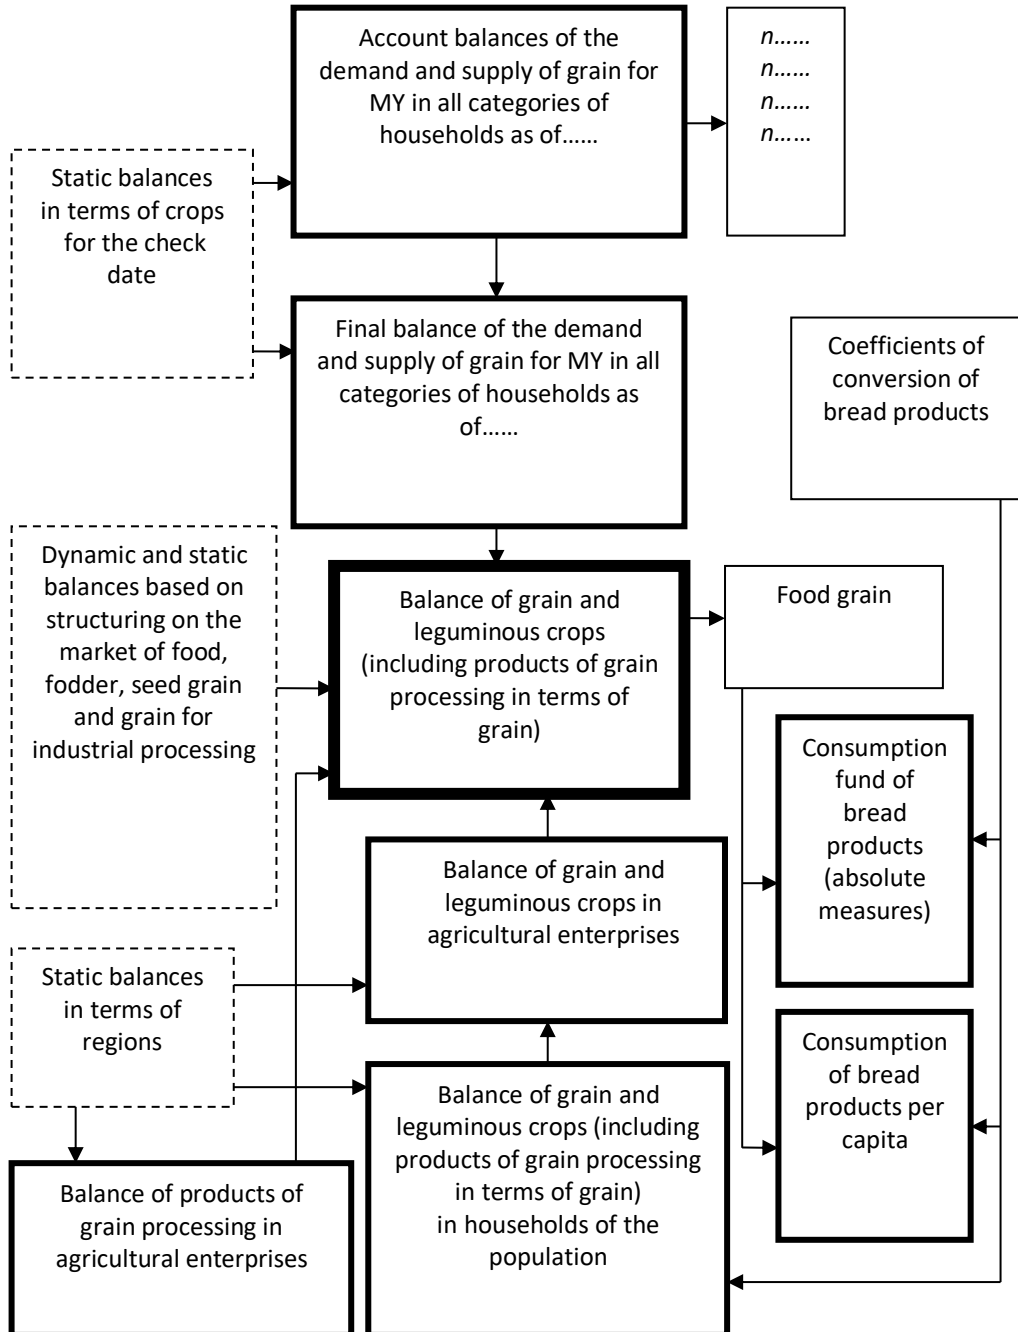 Account balances of the
demand and supply of grain for
MY in all categories of
households as of……
n……
n……
n……
n……
Static balances
in terms of crops
for the check
date
Final balance of the demand
and supply of grain for MY in all
categories of households as
of……
Coefficients of
conversion of
bread products
Dynamic and static
balances based on
structuring on the
market of food,
fodder, seed grain
and grain for
industrial processing
Balance of grain and
leguminous crops
(including products of grain
processing in terms of
grain)
Food grain
Consumption
fund of
bread
products
(absolute
measures)
Balance of grain and
leguminous crops in
agricultural enterprises
Static balances
in terms of
regions
Consumption
of bread
products per
capita
Balance of grain and
leguminous crops (including
products of grain processing
in terms of grain)
in households of the
population
Balance of products of
grain processing in
agricultural enterprises